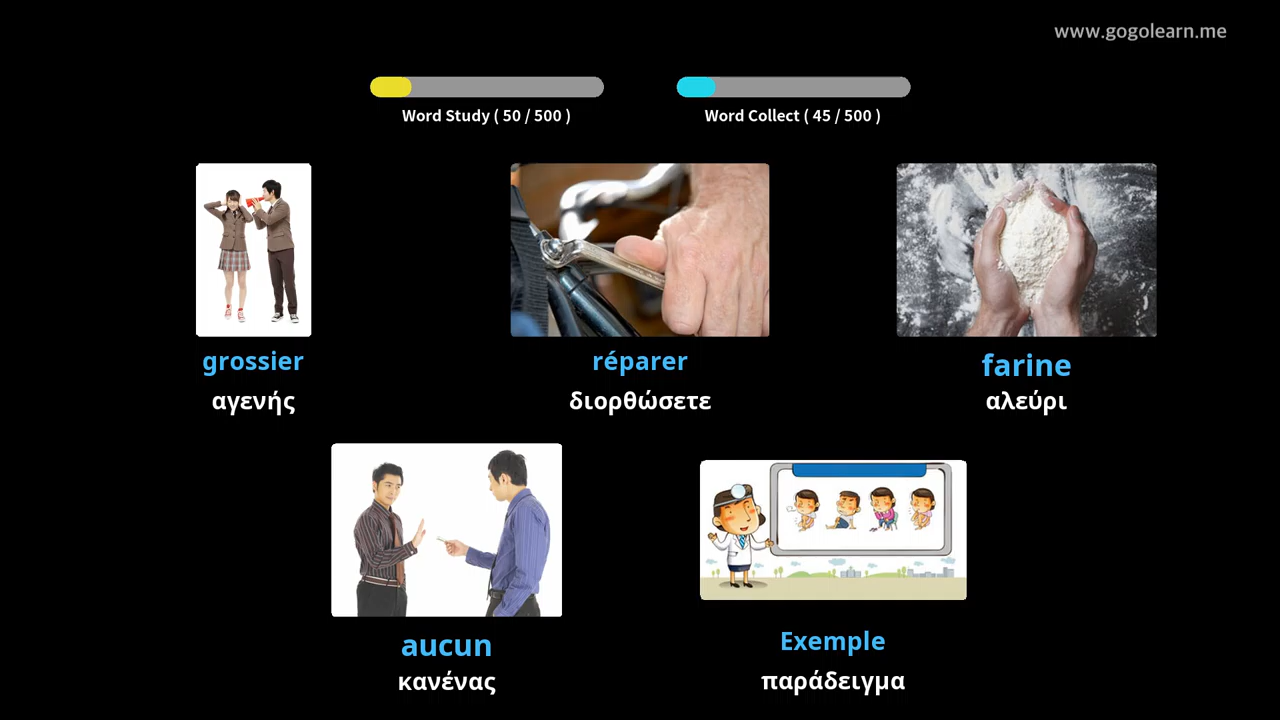 www.gogolearn.me
Word Study ( 50 / 500 )
Word Collect ( 45 / 500 )
grossier
αγενής
réparer
διορθώσετε
farine
αλεύρι
aucun
κανένας
Exemple
παράδειγμα